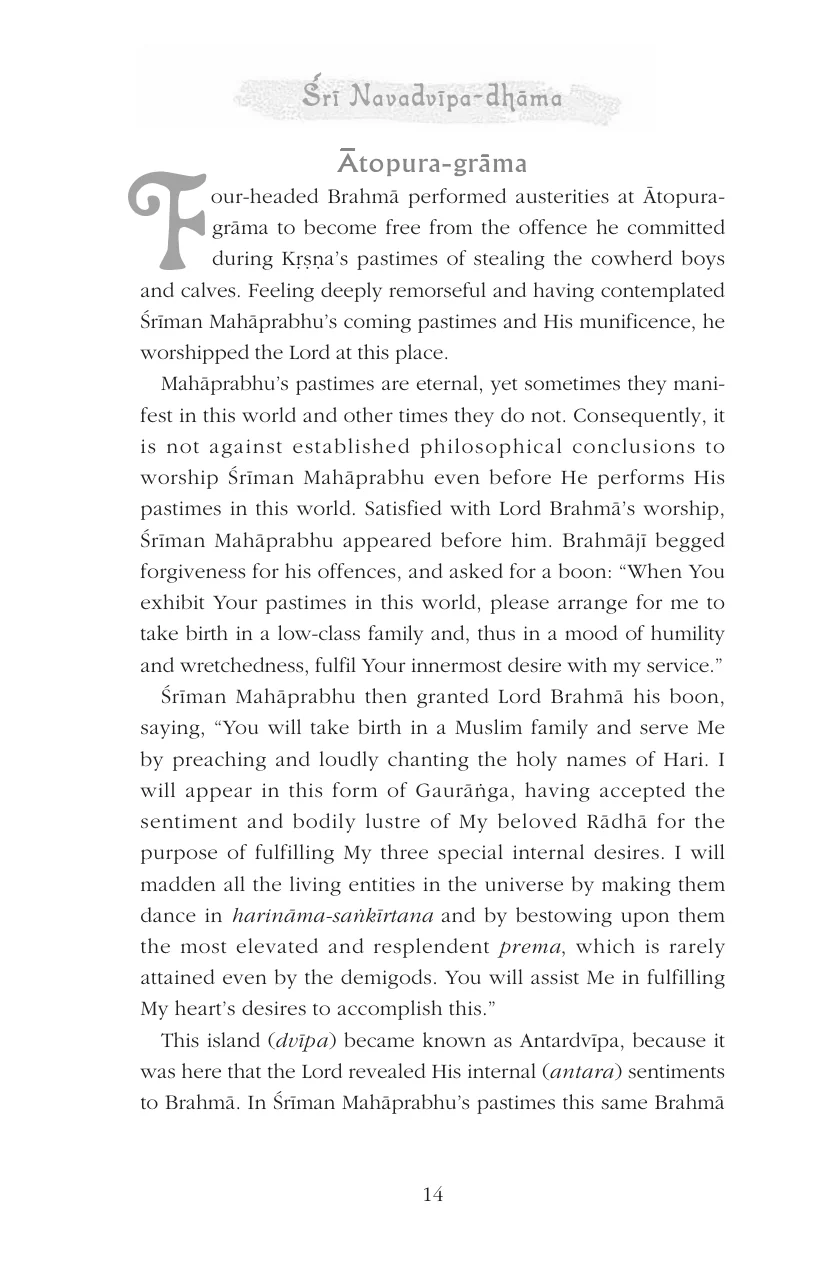 Śrī Navadvīpa-dhāma
Ātopura-grāma
Four-headed Brahmā performed austerities at Ātopura-
grāma to become free from the offence he committed
during Kṛṣṇa’s pastimes of stealing the cowherd boys
and calves. Feeling deeply remorseful and having contemplated
Śrīman Mahāprabhu’s coming pastimes and His munificence, he
worshipped the Lord at this place.
Mahāprabhu’s pastimes are eternal, yet sometimes they mani-
fest in this world and other times they do not. Consequently, it
is not against established philosophical conclusions to
worship Śrīman Mahāprabhu even before He performs His
pastimes in this world. Satisfied with Lord Brahmā’s worship,
Śrīman Mahāprabhu appeared before him. Brahmājī begged
forgiveness for his offences, and asked for a boon: “When You
exhibit Your pastimes in this world, please arrange for me to
take birth in a low-class family and, thus in a mood of humility
and wretchedness, fulfil Your innermost desire with my service.”
Śrīman Mahāprabhu then granted Lord Brahmā his boon,
saying, “You will take birth in a Muslim family and serve Me
by preaching and loudly chanting the holy names of Hari. I
will appear in this form of Gaurāṅga, having accepted the
sentiment and bodily lustre of My beloved Rādhā for the
purpose of fulfilling My three special internal desires. I will
madden all the living entities in the universe by making them
dance in harināma-saṅkīrtana and by bestowing upon them
the most elevated and resplendent prema, which is rarely
attained even by the demigods. You will assist Me in fulfilling
My heart’s desires to accomplish this.”
This island (dvīpa) became known as Antardvīpa, because it
was here that the Lord revealed His internal (antara) sentiments
to Brahmā. In Śrīman Mahāprabhu’s pastimes this same Brahmā
14